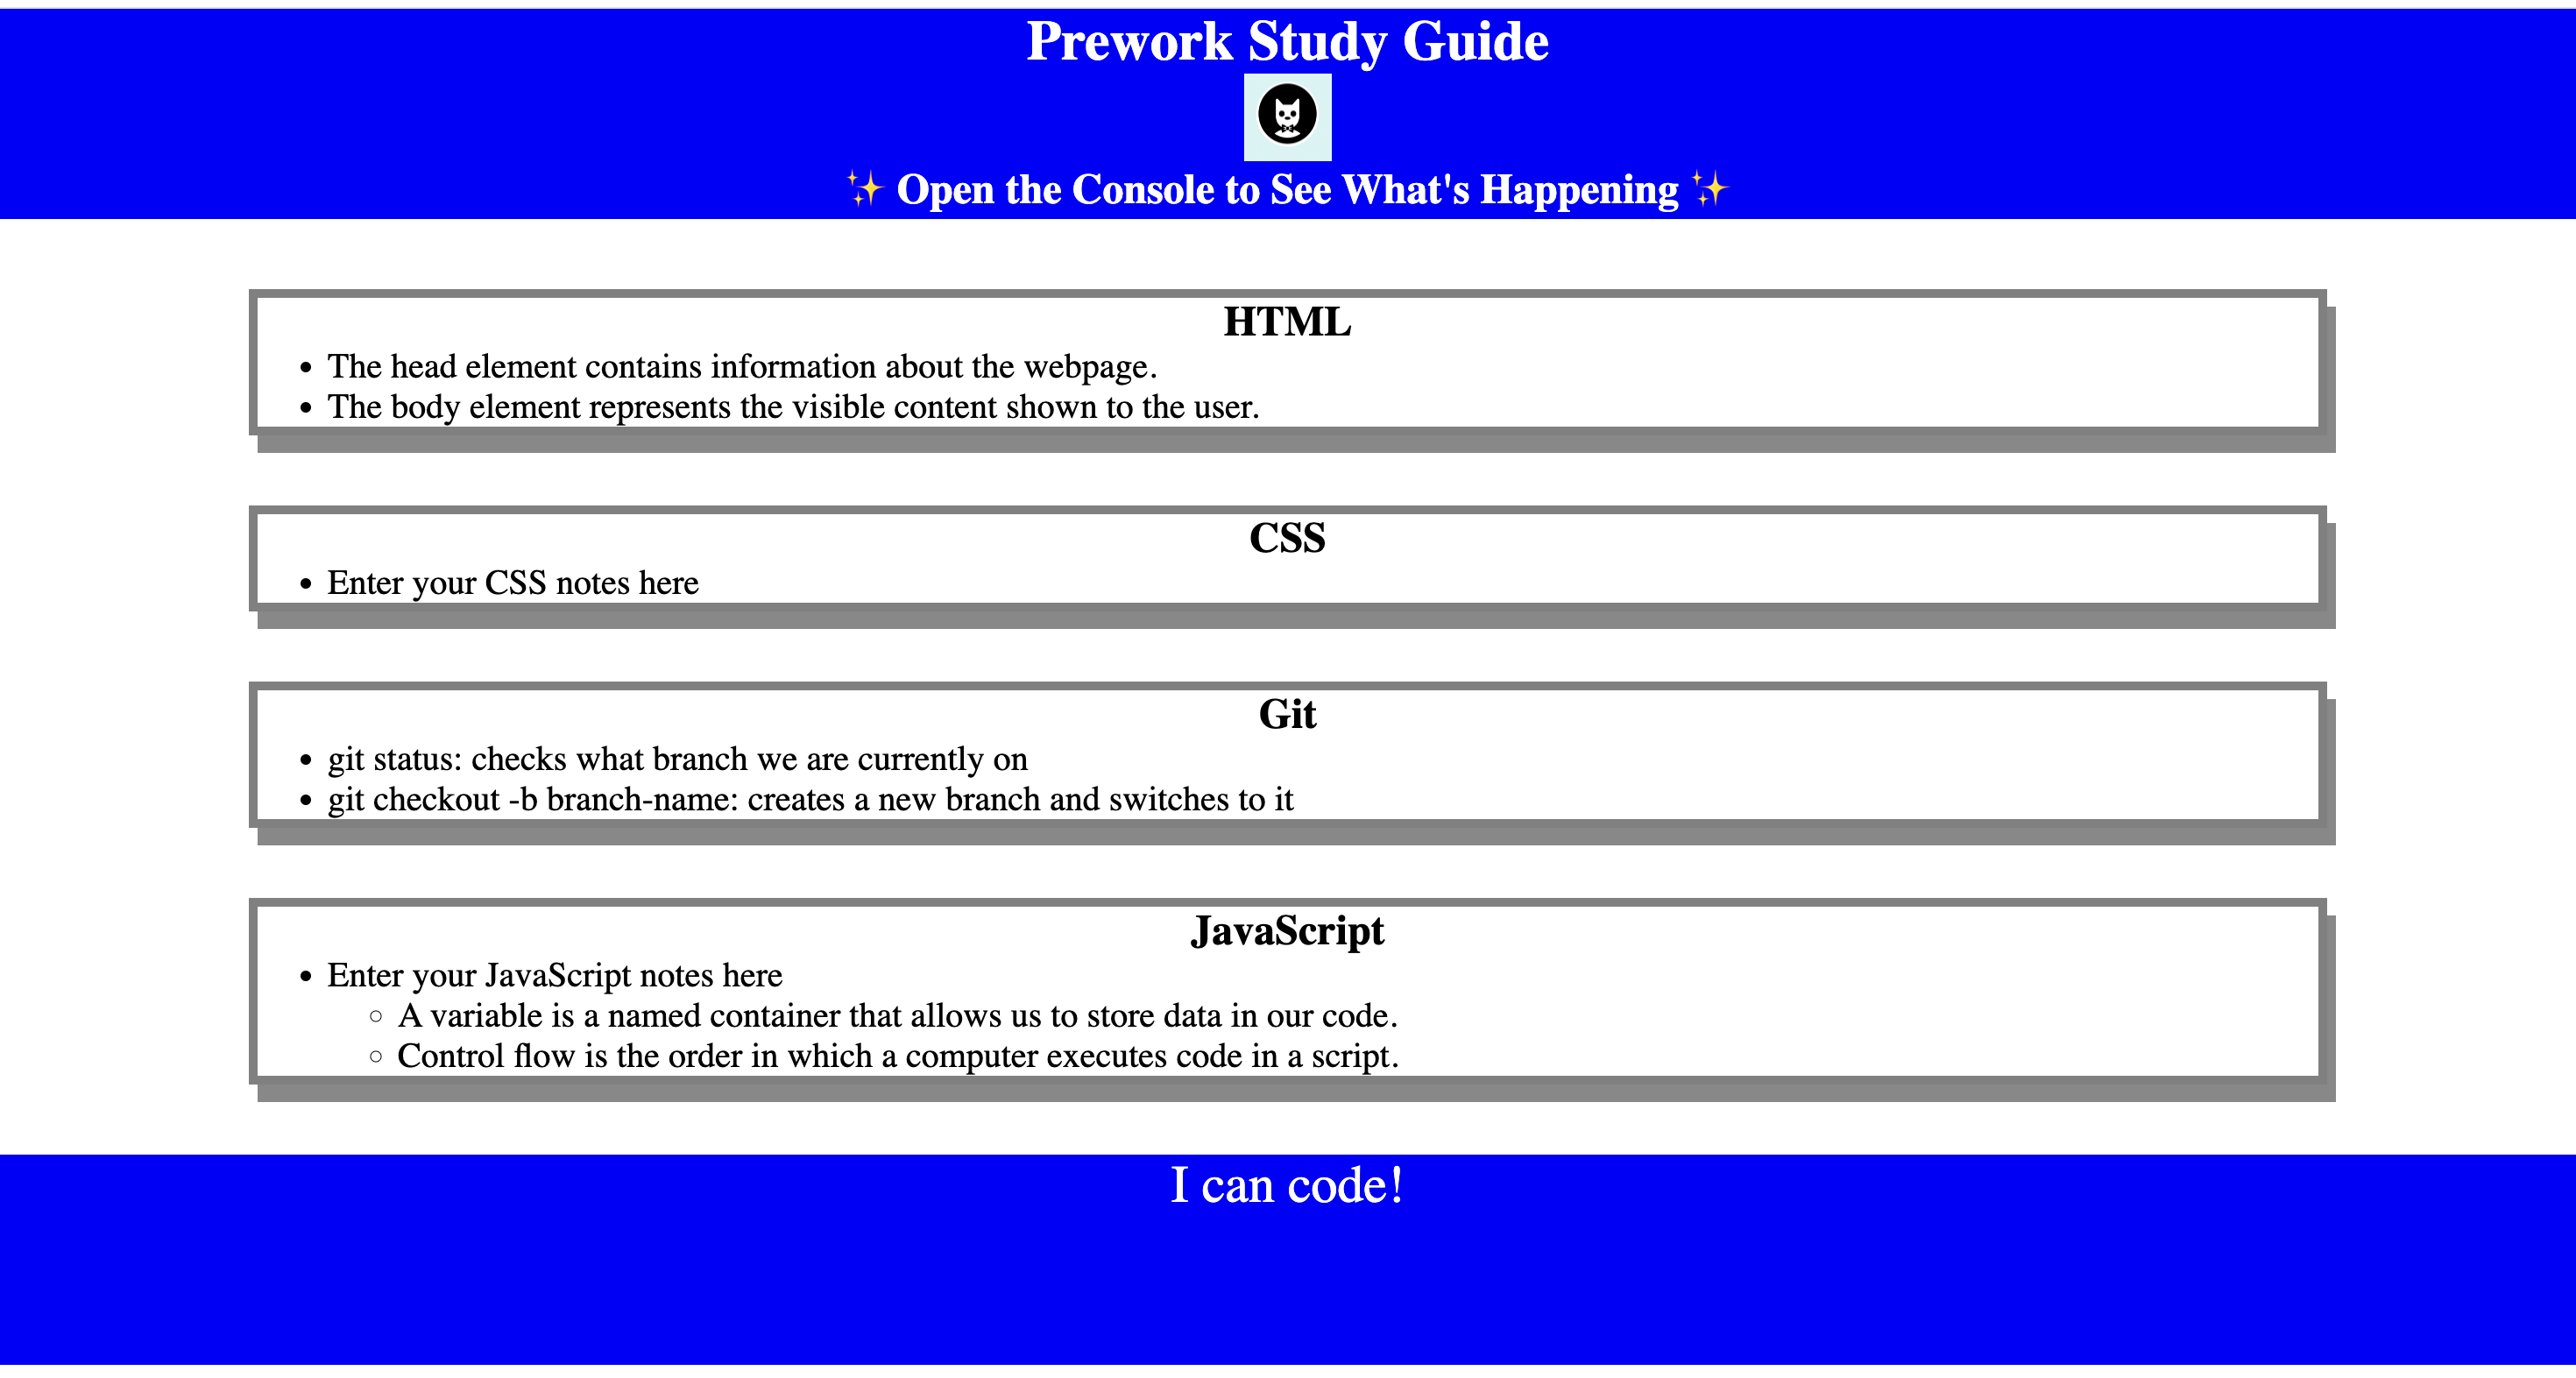 Prework Study Guide
✨ Open the Console to See What's Happening ✨
HTML
• The head element contains information about the webpage.
• The body element represents the visible content shown to the user.
CSS
• Enter your CSS notes here
Git
• git status: checks what branch we are currently on
• git checkout -b branch-name: creates a new branch and switches to it
JavaScript
• Enter your JavaScript notes here
◦ A variable is a named container that allows us to store data in our code.
◦ Control flow is the order in which a computer executes code in a script.
I can code!